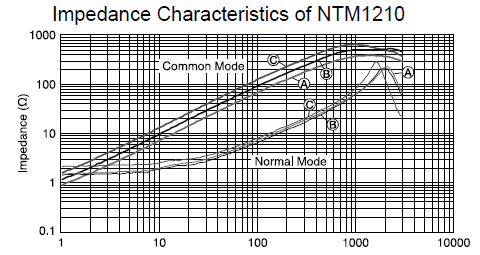 Impedance Characteristics of NTM1210
1000
100
10
1
0.1
Impedance (Ω)
Common Mode
C
B
A
A
C
B
Normal Mode
1 10 100 1000 10000